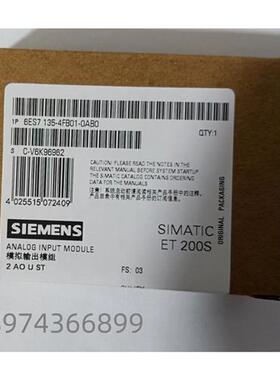 1P 6ES7 135-4FB01-0AB0
QTY:1
S C-V6K96962
CAUTION! PLEASE READ THE NOTES IN
THE RELEVANT MANUAL BEFORE SYSTEM STARTUP
THE SIMATIC CATALOG CONTAINS ORDERING
DATA FOR THE MANUALS.
ORIGINAL PACKAGING
4 025515 072409
SIEMENS
SIMATIC
ET 200S
ANALOG INPUT MODULE
模拟输出模组
2 AO U ST
FS: 03
974366899